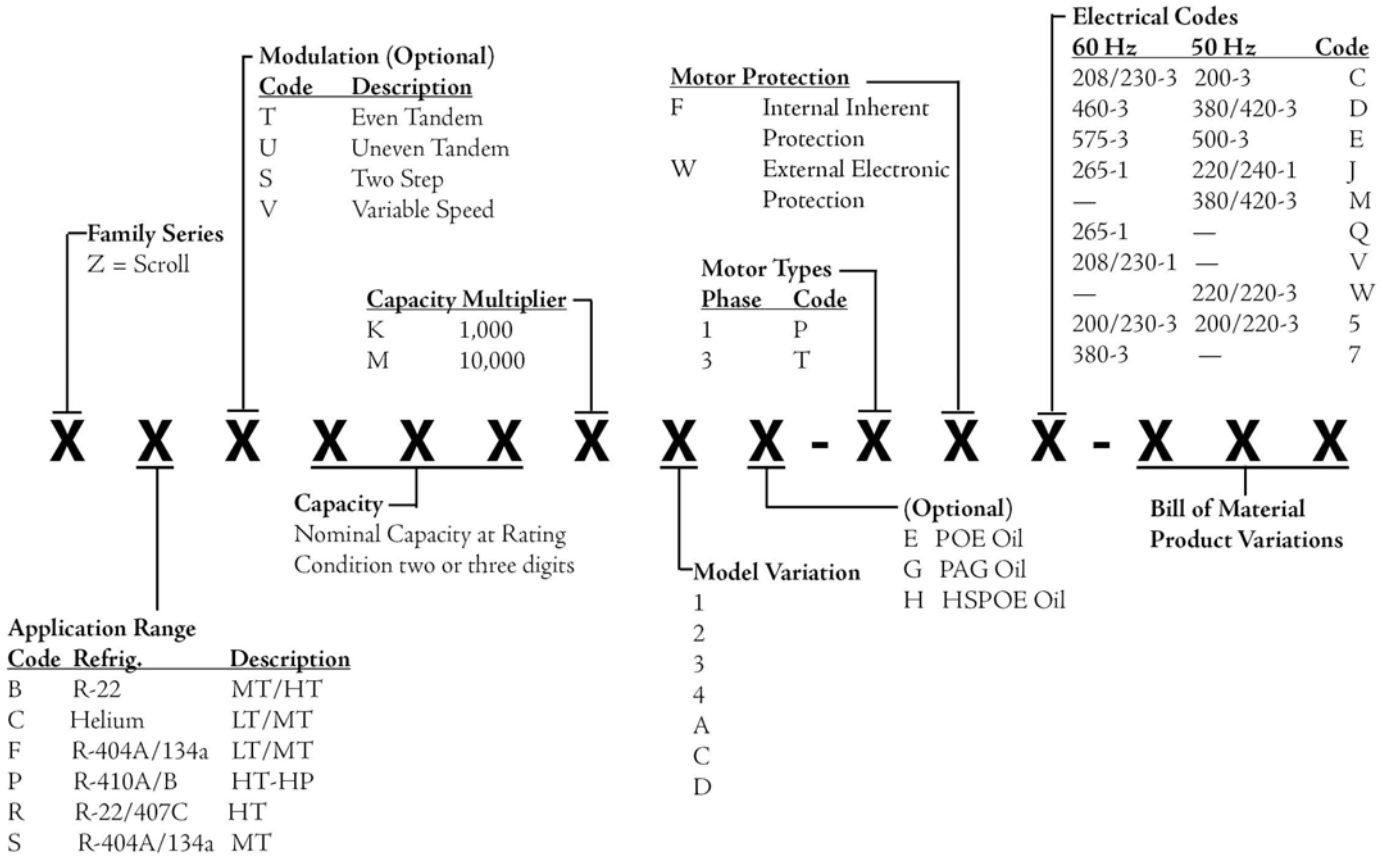 Electrical Codes
60 Hz 50 Hz Code
208/230-3 200-3 C
460-3 380/420-3 D
575-3 500-3 E
265-1 220/240-1 J
— 380/420-3 M
265-1 — Q
208/230-1 — V
— 220/220-3 W
200/230-3 200/220-3 5
380-3 — 7
Modulation (Optional)
Code Description
T Even Tandem
U Uneven Tandem
S Two Step
V Variable Speed
Motor Protection
F Internal Inherent
Protection
W External Electronic
Protection
Family Series
Z = Scroll
Capacity Multiplier
K 1,000
M 10,000
Motor Types
Phase Code
1 P
3 T
X X X X X X X X X - X X X - X X X
Capacity
Nominal Capacity at Rating
Condition two or three digits
(Optional)
E POE Oil
G PAG Oil
H HSPOE Oil
Bill of Material
Product Variations
Model Variation
1
2
3
4
A
C
D
Application Range
Code Refrig. Description
B R-22 MT/HT
C Helium LT/MT
F R-404A/134a LT/MT
P R-410A/B HT-HP
R R-22/407C HT
S R-404A/134a MT